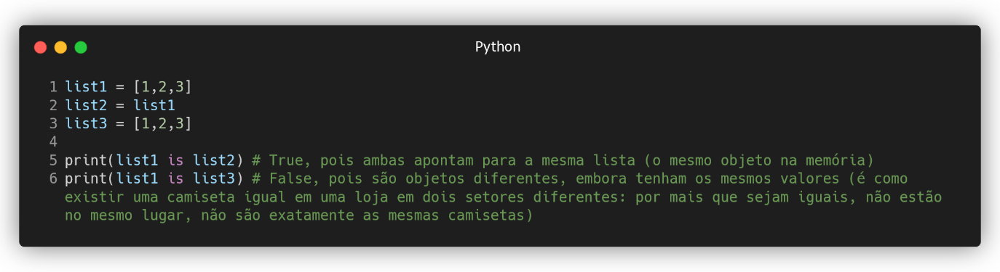 Python
1 list1 = [1,2,3]
2 list2 = list1
3 list3 = [1,2,3]
4
5 print(list1 is list2) # True, pois ambas apontam para a mesma lista (o mesmo objeto na memória)
6 print(list1 is list3) # False, pois são objetos diferentes, embora tenham os mesmos valores (é como
existir uma camiseta igual em uma loja em dois setores diferentes: por mais que sejam iguais, não estão
no mesmo lugar, não são exatamente as mesmas camisetas)